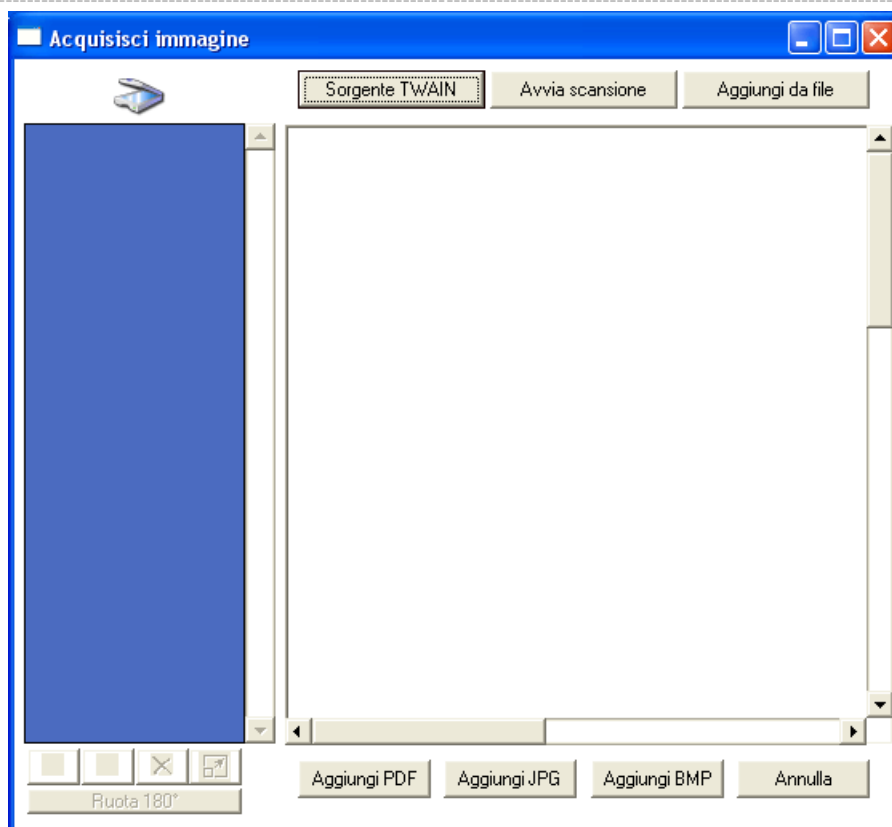 Acquisisci immagine
Sorgente TWAIN Avvia scansione Aggiungi da file
Aggiungi PDF Aggiungi JPG Aggiungi BMP Annulla
Ruota 180°